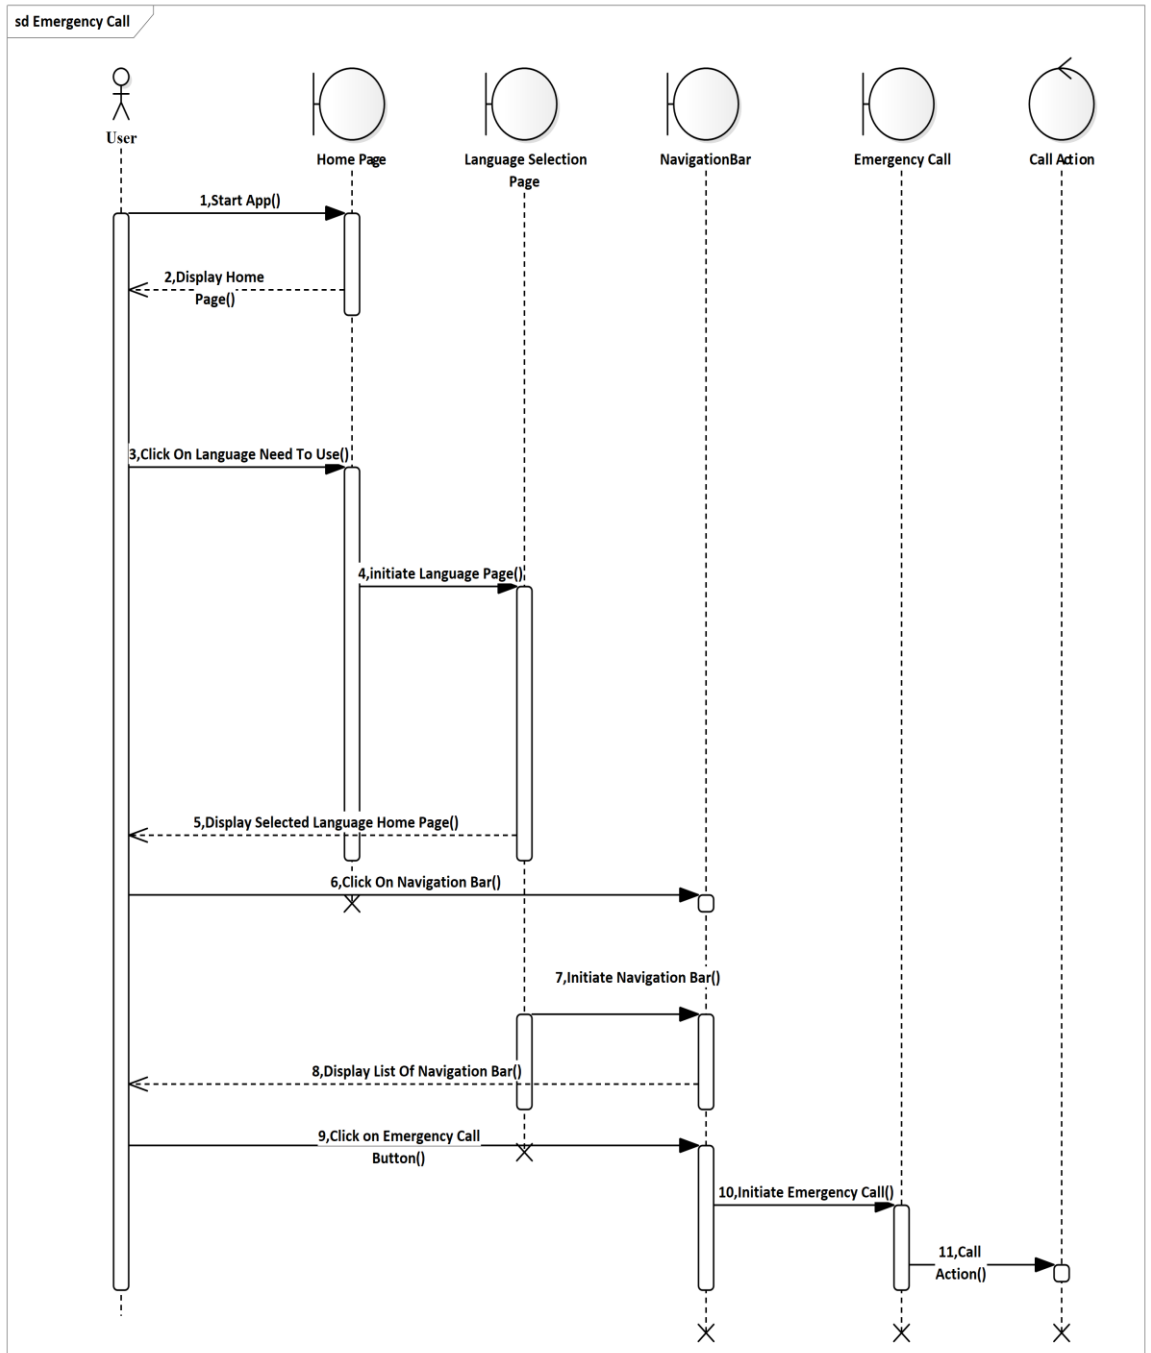 sd Emergency Call
User
Home Page
Language Selection
Page
NavigationBar
Emergency Call
Call Action
1,Start App()
2,Display Home
Page()
3,Click On Language Need To Use()
4,initiate Language Page()
5,Display Selected Language Home Page()
6,Click On Navigation Bar()
7,Initiate Navigation Bar()
8,Display List Of Navigation Bar()
9,Click on Emergency Call
Button()
10,Initiate Emergency Call()
11,Call
Action()